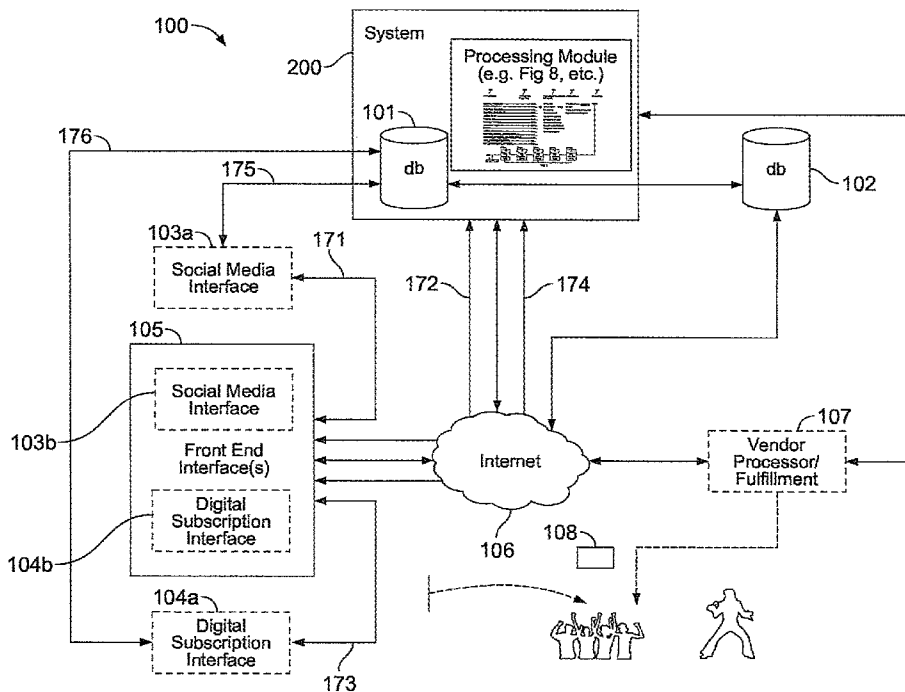 100
System
200
Processing Module
(e.g. Fig 8, etc.)
176
101
db
db
102
175
103a
171
Social Media
Interface
172
174
105
Social Media
Interface
103b
Front End
Interface(s)
Internet
107
Vendor
Processor/
Fulfillment
Digital
Subscription
Interface
104b
106
108
104a
Digital
Subscription
Interface
173